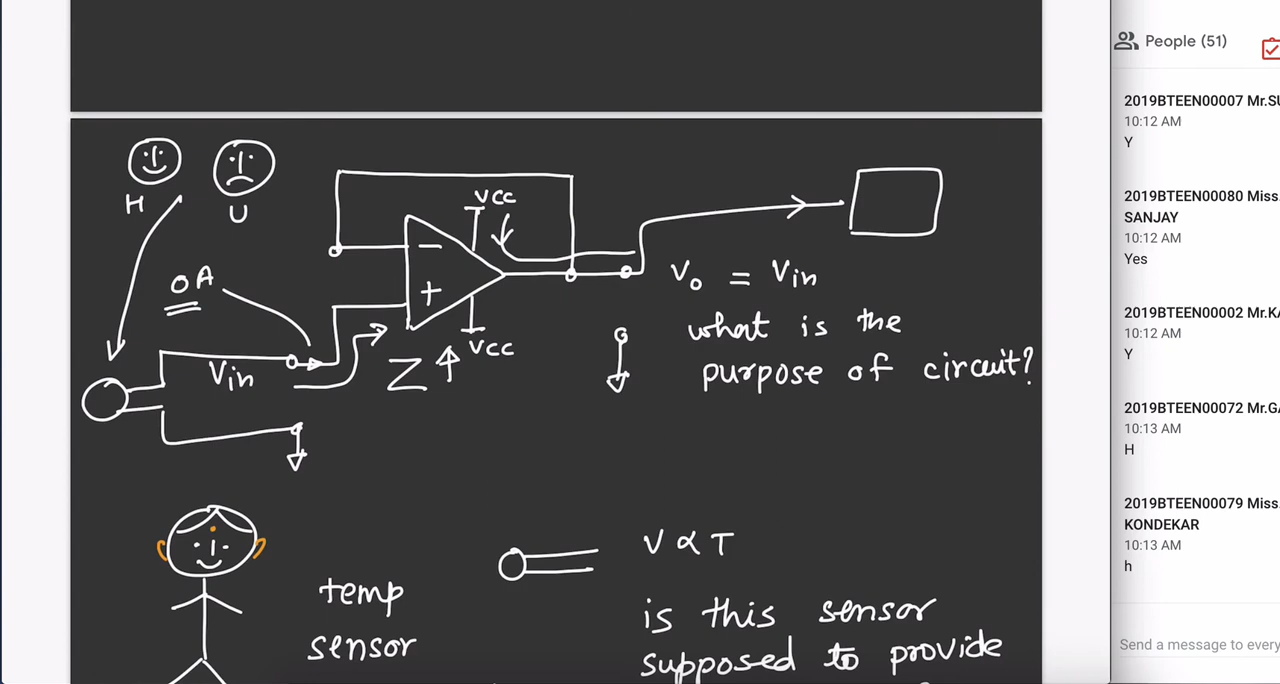 H U
VCC
-
+
0A
VCC
Vin
Z↑
Vo = Vin
what is the
purpose of circuit?
V ∝ T
temp
sensor
is this sensor
supposed to provide
People (51)
2019BTEEN00007 Mr.
10:12 AM
Y
2019BTEEN00080 Miss.
SANJAY
10:12 AM
Yes
2019BTEEN00002 Mr.
10:12 AM
Y
2019BTEEN00072 Mr.
10:13 AM
H
2019BTEEN00079 Miss.
KONDEKAR
10:13 AM
h
Send a message to every